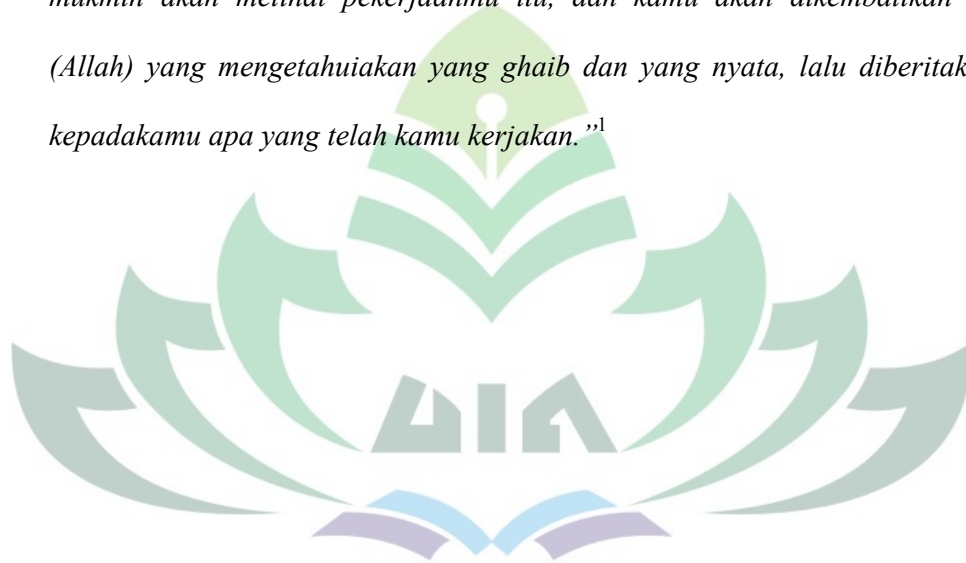 mukmin akan melihat pekerjaanmu itu, dan kamu akan dikembalikan
(Allah) yang mengetahuiakan yang ghaib dan yang nyata, lalu diberitak
kepadakamu apa yang telah kamu kerjakan.”1
UIN